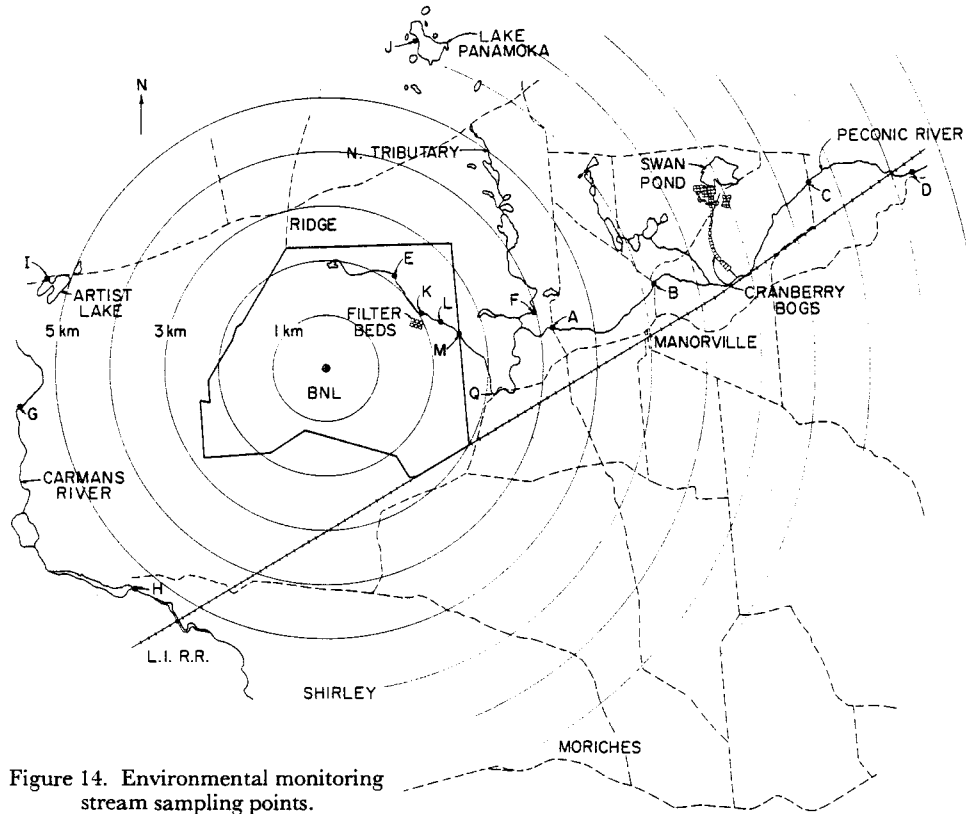 J
LAKE
PANAMOKA
N
N. TRIBUTARY
PECONIC RIVER
SWAN
POND
C
D
RIDGE
I
E
ARTIST
LAKE
K
L
F
A
B
FILTER
BEDS
CRANBERRY
BOGS
5 km
3 km
1 km
M
MANORVILLE
BNL
Q
G
CARMANS
RIVER
H
L.I. R.R.
SHIRLEY
MORICHES
Figure 14. Environmental monitoring
stream sampling points.